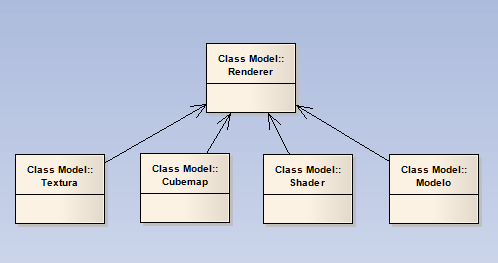 Class Model::
Renderer
Class Model::
Textura
Class Model::
Cubemap
Class Model::
Shader
Class Model::
Modelo